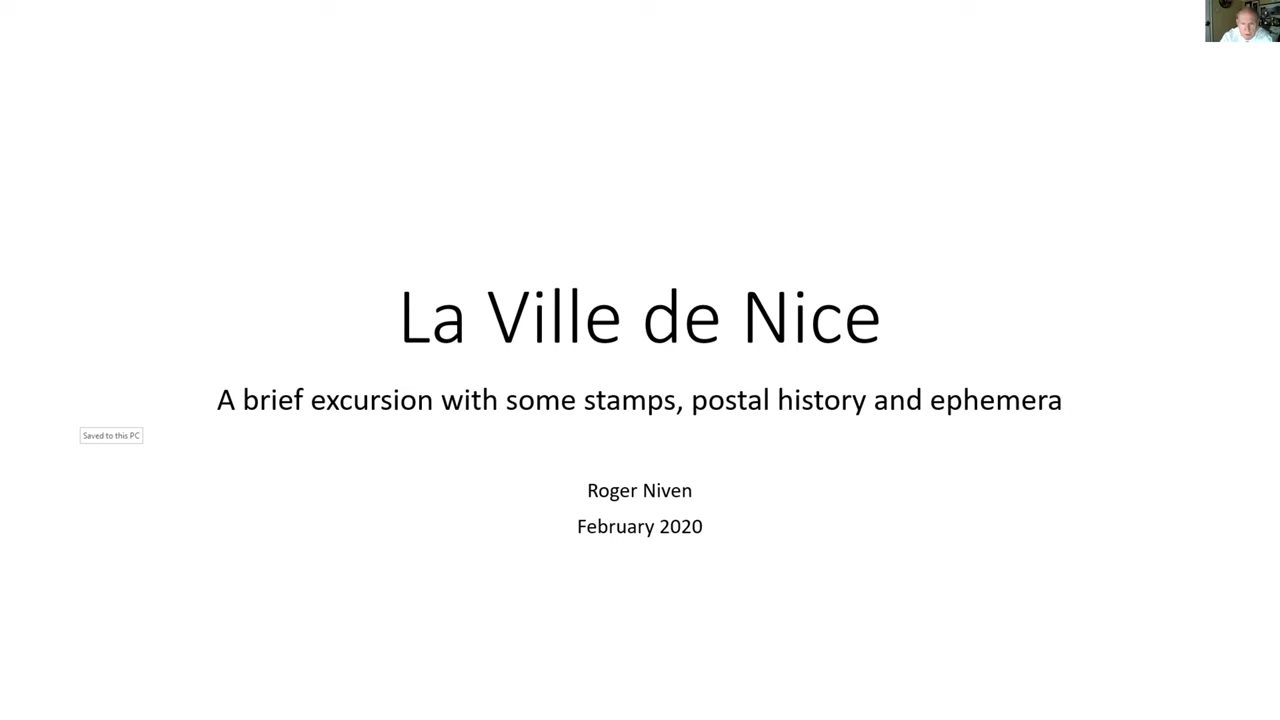 La Ville de Nice
A brief excursion with some stamps, postal history and ephemera
Saved to this PC
Roger Niven
February 2020